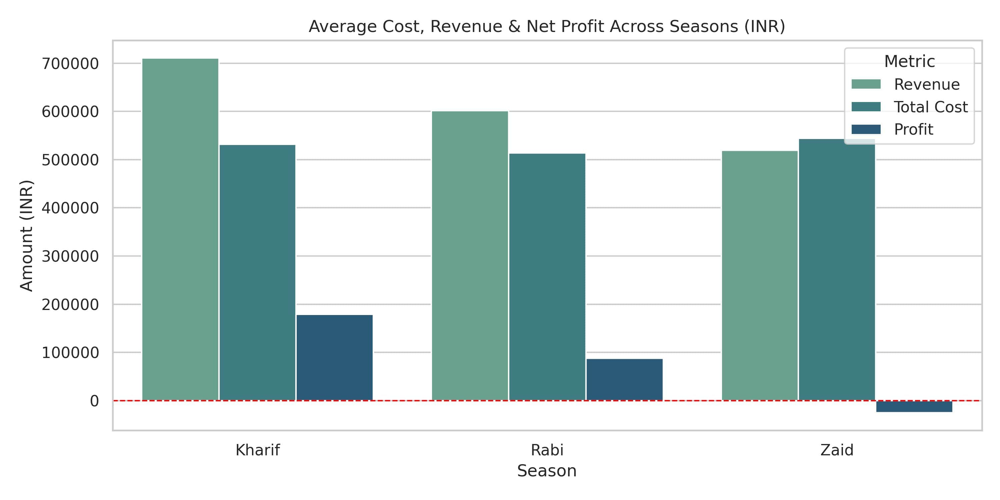 Average Cost, Revenue & Net Profit Across Seasons (INR)
Metric
Revenue
Total Cost
Profit
Amount (INR)
700000
600000
500000
400000
300000
200000
100000
0
Kharif
Rabi
Zaid
Season